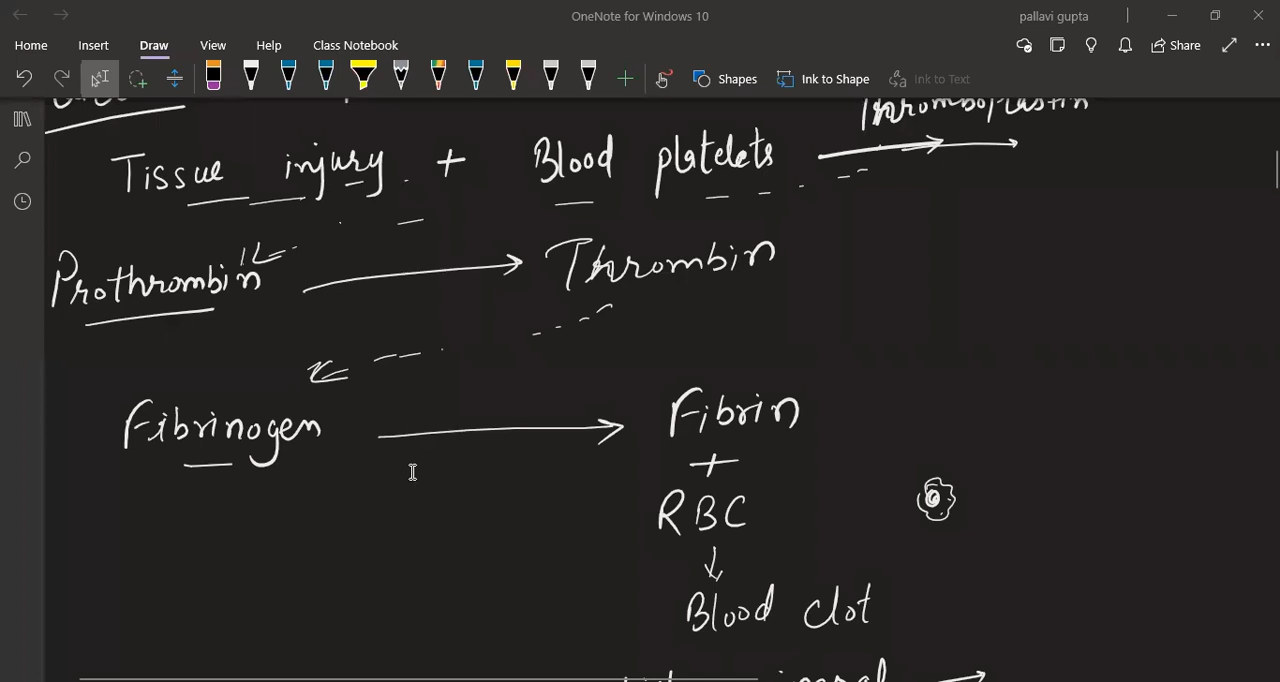 OneNote for Windows 10
pallavi gupta
Home Insert Draw View Help Class Notebook
Share
Shapes Ink to Shape Ink to Text
Thromboplastin
Tissue injury + Blood platelets
Prothrombin Thrombin
Fibrinogen Fibrin
+
RBC
Blood clot